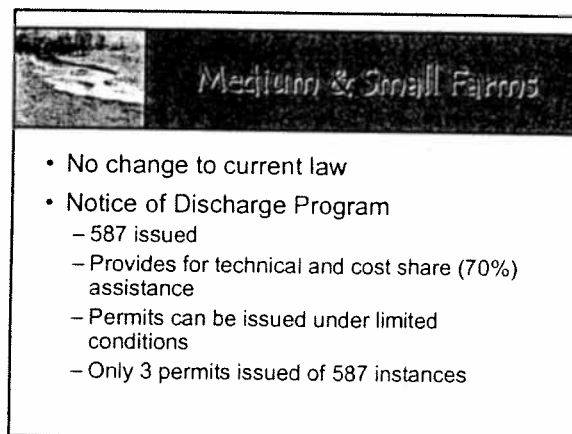 Medium & Small Farms
• No change to current law
• Notice of Discharge Program
– 587 issued
– Provides for technical and cost share (70%)
assistance
– Permits can be issued under limited
conditions
– Only 3 permits issued of 587 instances